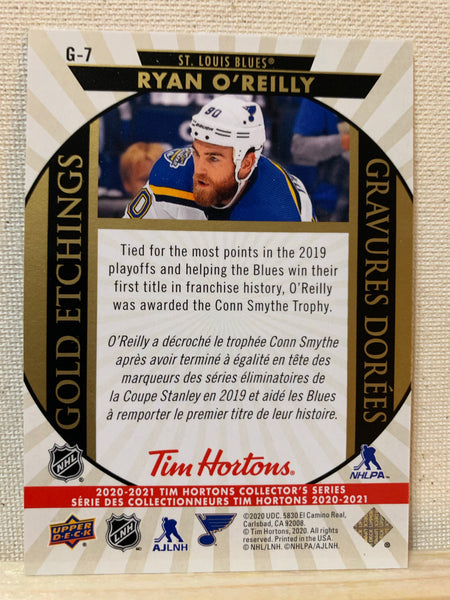 G-7
ST. LOUIS BLUES®
RYAN O'REILLY
GOLD ETCHINGS
GRAVURES DORÉES
90
Tied for the most points in the 2019
playoffs and helping the Blues win their
first title in franchise history, O'Reilly
was awarded the Conn Smythe Trophy.
O'Reilly a décroché le trophée Conn Smythe
après avoir terminé à égalité en tête des
marqueurs des séries éliminatoires de
la Coupe Stanley en 2019 et aidé les Blues
à remporter le premier titre de leur histoire.
NHL
Tim Hortons®
NHLPA
2020-2021 TIM HORTONS COLLECTOR'S SERIES
SÉRIE DES COLLECTIONNEURS TIM HORTONS 2020-2021
UPPER DECK
LNH
AJLNH
©2020 UDC. 5830 El Camino Real,
Carlsbad, CA 92008.
© Tim Hortons, 2020. All
rights reserved. Printed in USA.
© NHL/LNH. ©NHLPA/AJLNH.